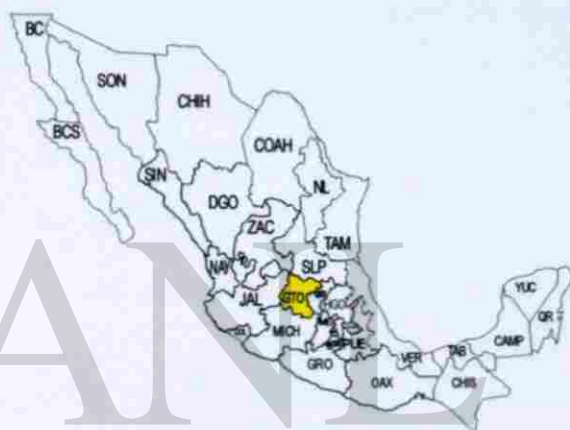 BC
SON
CHIH
BCS
COAH
SIN
NL
DGO
ZAC
TAM
NAY
SLP
JAL
GTO
HGO
MICH
PUE
GRO
VER
OAX
TAB
CHIS
CAMP
YUC
QR
ANL